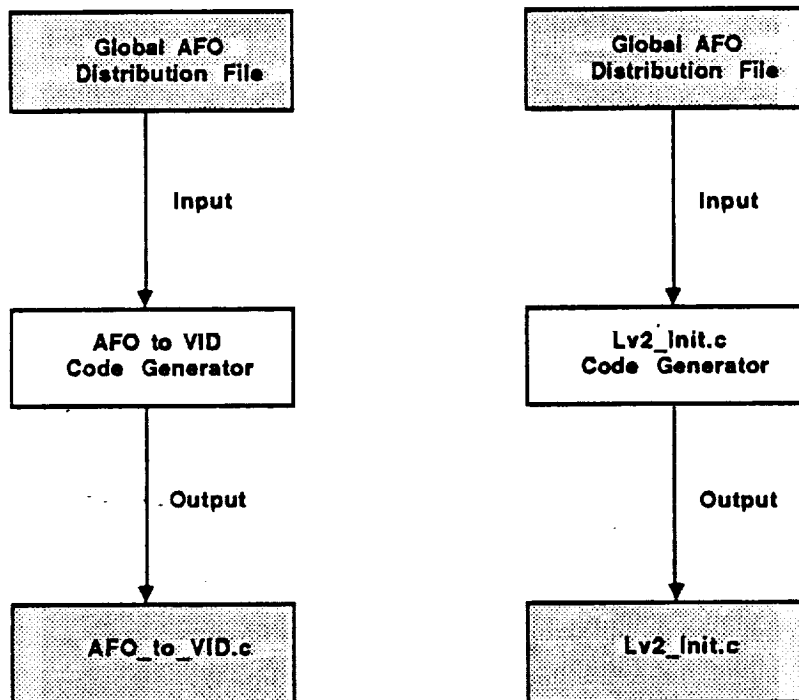 Global AFO
Distribution File
Input
AFO to VID
Code Generator
Output
AFO_to_VID.c
Global AFO
Distribution File
Input
Lv2_Init.c
Code Generator
Output
Lv2_Init.c